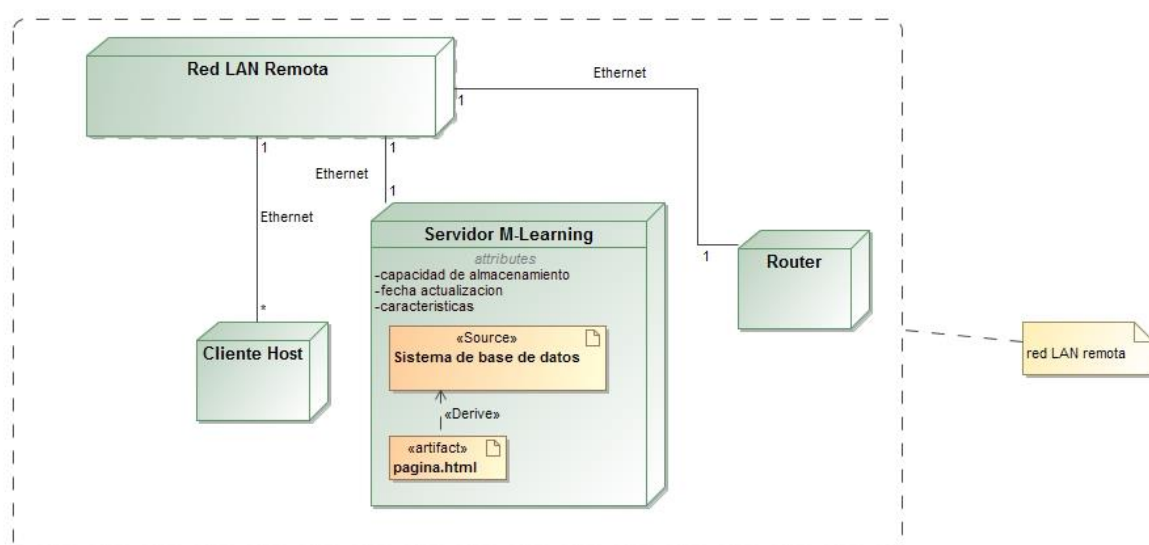 Red LAN Remota
Ethernet
1
1
1
Ethernet
1
Ethernet
Servidor M-Learning
attributes
-capacidad de almacenamiento
-fecha actualizacion
-caracteristicas
1
Router
*
Cliente Host
«Source»
Sistema de base de datos
red LAN remota
«Derive»
«artifact»
pagina.html